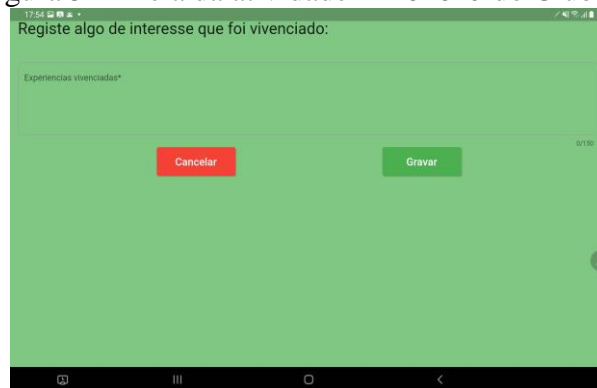 17:54
Registe algo de interesse que foi vivenciado:
Experiencias vivenciadas*
0/150
Cancelar
Gravar